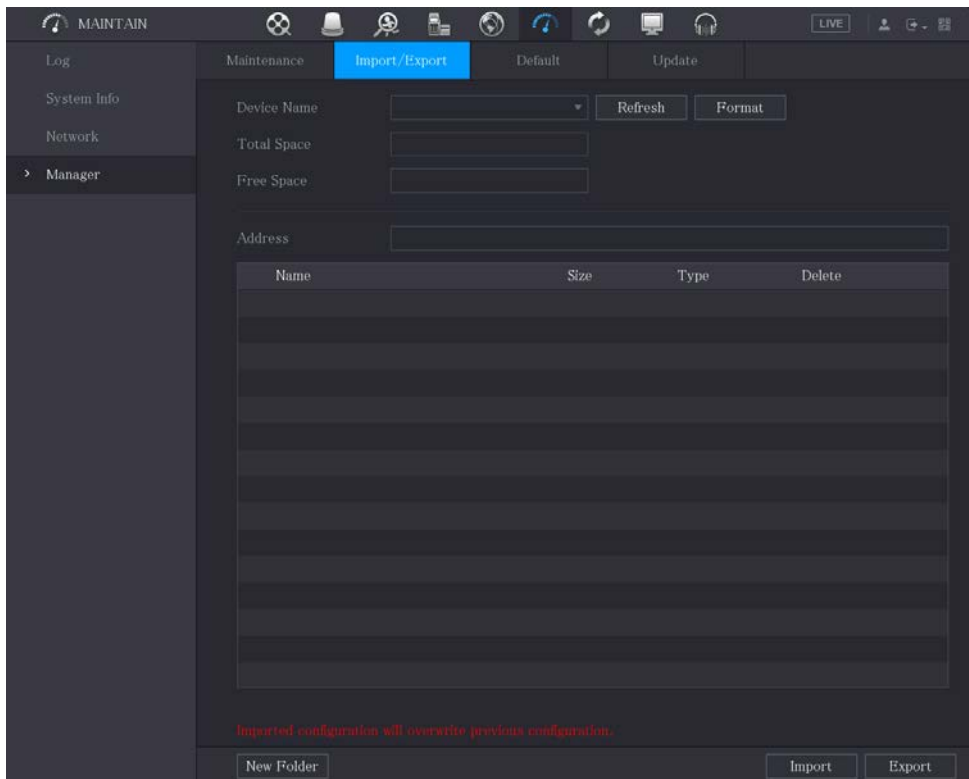 MAINTAIN LIVE
Log
System Info
Network
Manager
Maintenance Import/Export Default Update
Device Name Refresh Format
Total Space
Free Space
Address
Name Size Type Delete
Imported configuration will overwrite previous configuration.
New Folder Import Export